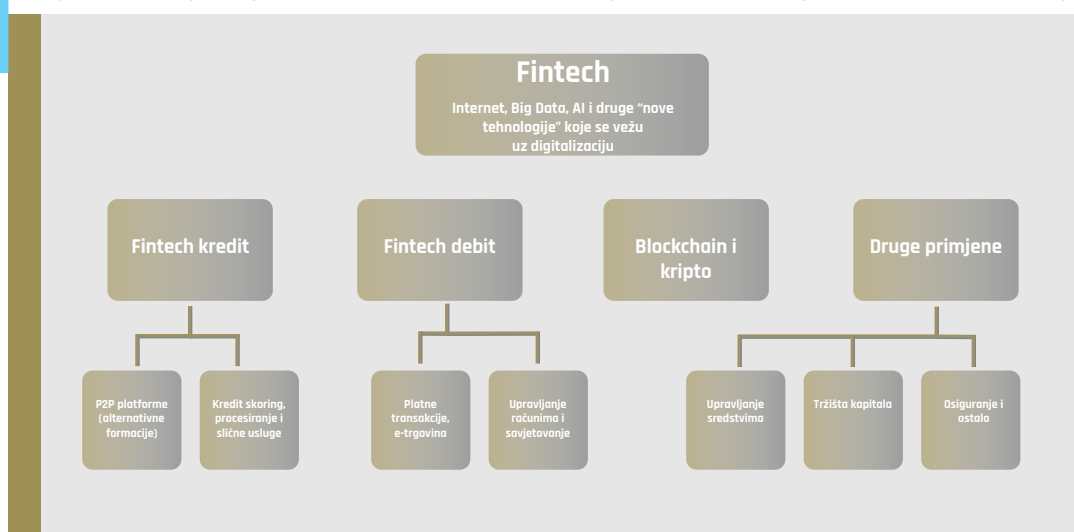 Fintech
Internet, Big Data, AI i druge “nove
tehnologije” koje se vežu
uz digitalizaciju
Fintech kredit
Fintech debit
Blockchain i
kripto
Druge primjene
P2P platforme
(alternativne
formacije)
Kredit skoring,
procesiranje i
slične usluge
Platne
transakcije,
e-trgovina
Upravljanje
računima i
savjetovanje
Upravljanje
sredstvima
Tržišta kapitala
Osiguranje i
ostalo